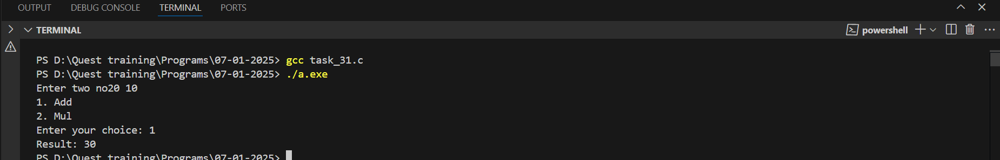 OUTPUT DEBUG CONSOLE TERMINAL PORTS
TERMINAL powershell
PS D:\Quest training\Programs\07-01-2025> gcc task_31.c
PS D:\Quest training\Programs\07-01-2025> ./a.exe
Enter two no20 10
1. Add
2. Mul
Enter your choice: 1
Result: 30
PS D:\Quest training\Programs\07-01-2025>